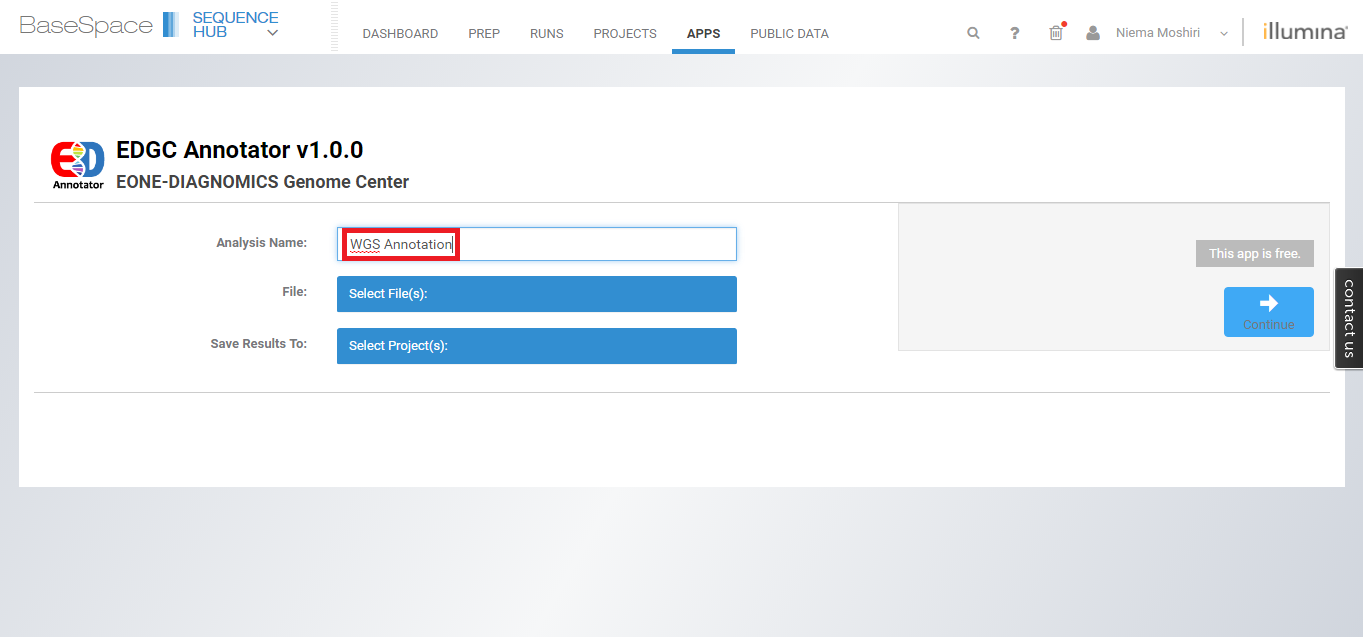 BaseSpace SEQUENCE HUB
DASHBOARD PREP RUNS PROJECTS APPS PUBLIC DATA
? Niema Moshiri illumina®
EDGC Annotator v1.0.0
EONE-DIAGNOMICS Genome Center
ED
Annotator
Analysis Name: WGS Annotation
This app is free.
File: Select File(s):
Continue
Save Results To: Select Project(s):
contact us